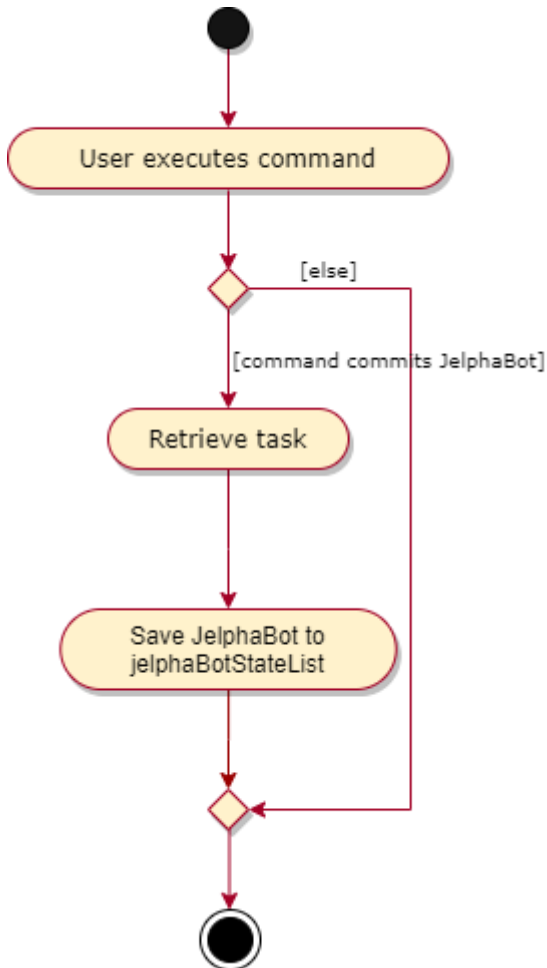 User executes command
[else]
[command commits JelphaBot]
Retrieve task
Save JelphaBot to
jelphaBotStateList